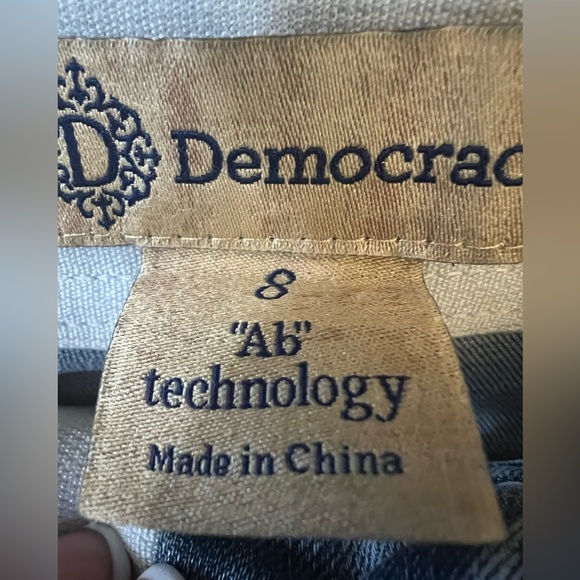 D Democrac
8
"Ab"
technology
Made in China